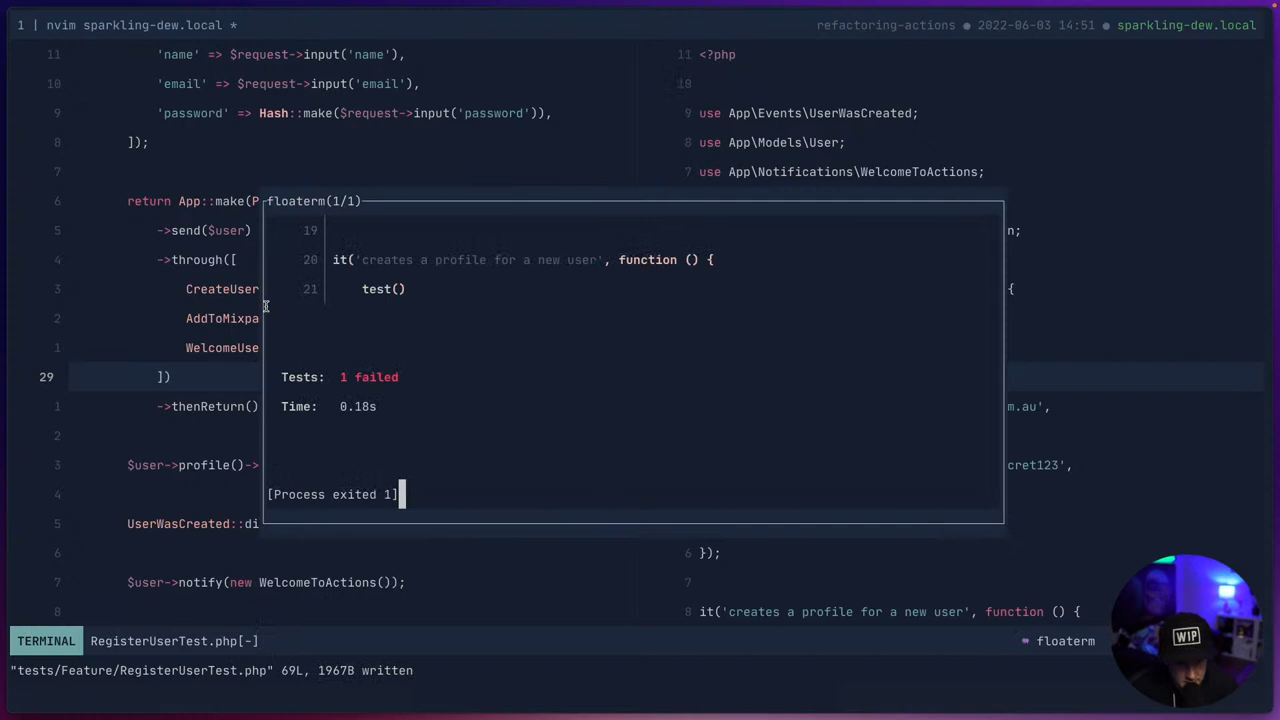 1 | nvim sparkling-dew.local *
refactoring-actions ● 2022-06-03 14:51 ● sparkling-dew.local
11 'name' => $request->input('name'),
10 'email' => $request->input('email'),
9 'password' => Hash::make($request->input('password')),
8 ]);
7
6 return App::make(P
5 ->send($user)
4 ->through([
3 CreateUser
2 AddToMixpa
1 WelcomeUse
29 ])
1 ->thenReturn()
2
3 $user->profile()->
4
5 UserWasCreated::di
6
7 $user->notify(new WelcomeToActions());
8
11 <?php
10
9 use App\Events\UserWasCreated;
8 use App\Models\User;
7 use App\Notifications\WelcomeToActions;
n;
{
m.au',
cret123',
6 });
7
8 it('creates a profile for a new user', function () {
floaterm(1/1)
19
20 it('creates a profile for a new user', function () {
21 test()
Tests: 1 failed
Time: 0.18s
[Process exited 1]
TERMINAL RegisterUserTest.php[-]
floaterm
"tests/Feature/RegisterUserTest.php" 69L, 1967B written
WIP